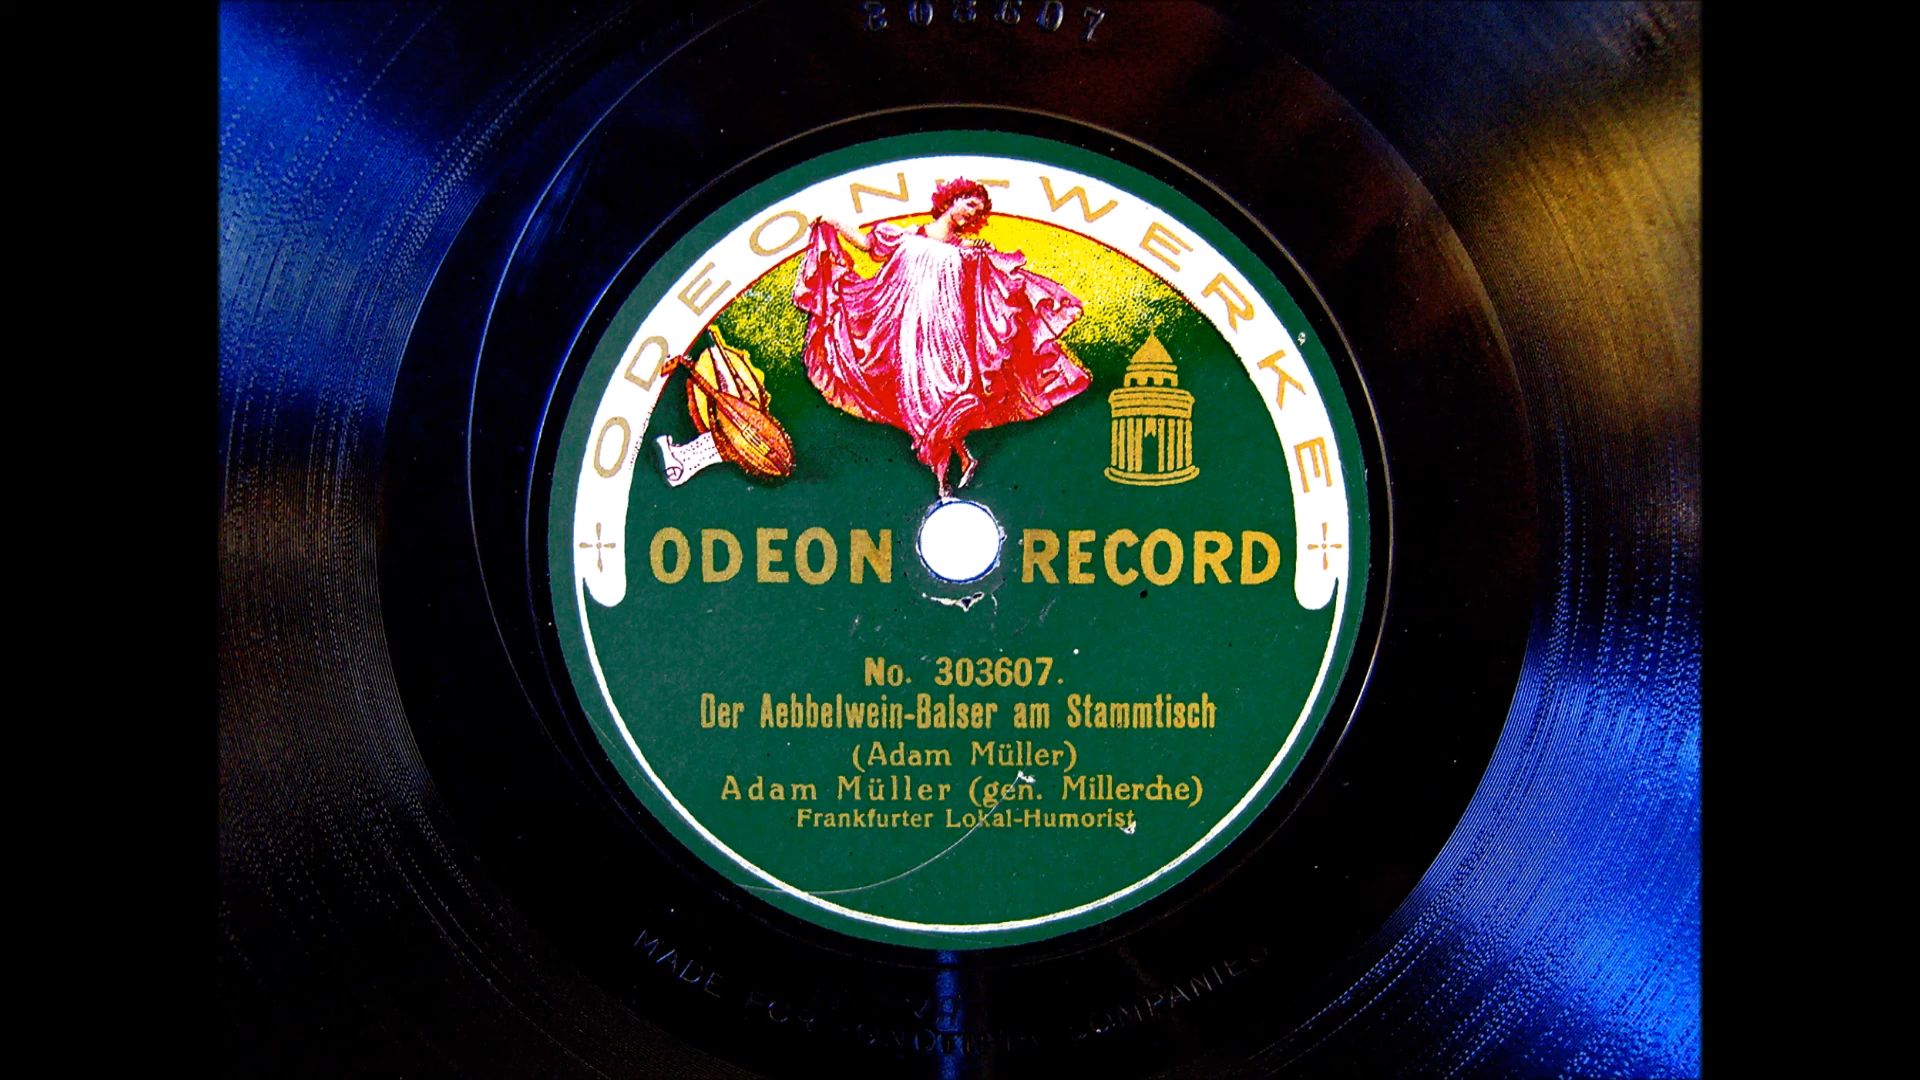 303607
ODEON-WERKE
ODEON RECORD
No. 303607.
Der Aebbelwein-Balser am Stammtisch
(Adam Müller)
Adam Müller (gen. Millerche)
Frankfurter Lokal-Humorist
MADE FOR COMPANIES